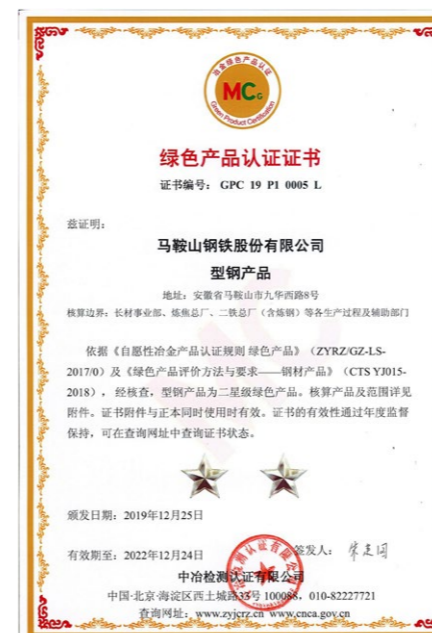 冶金绿色产品认证
MCG
Green Product Certification
绿色产品认证证书
证书编号： GPC 19 P1 0005 L
兹证明：
马鞍山钢铁股份有限公司
型钢产品
地址：安徽省马鞍山市九华西路8号
核算边界：长材事业部、炼焦总厂、二铁总厂（含炼钢）等各生产过程及辅助部门
依据《自愿性冶金产品认证规则 绿色产品》（ZYRZ/GZ-LS-
2017/0）及《绿色产品评价方法与要求——钢材产品》（CTS YJ015-
2018），经核查，型钢产品为二星级绿色产品。核算产品及范围详见
附件。证书附件与正本同时使用时有效。证书的有效性通过年度监督
保持，可在查询网址中查询证书状态。
颁发日期：2019年12月25日
有效期至：2022年12月24日
签发人：
中冶检测认证有限公司
中国·北京·海淀区西土城路33号 100088，010-82227721
查询网址：www.zyjcrz.cn www.cnca.gov.cn